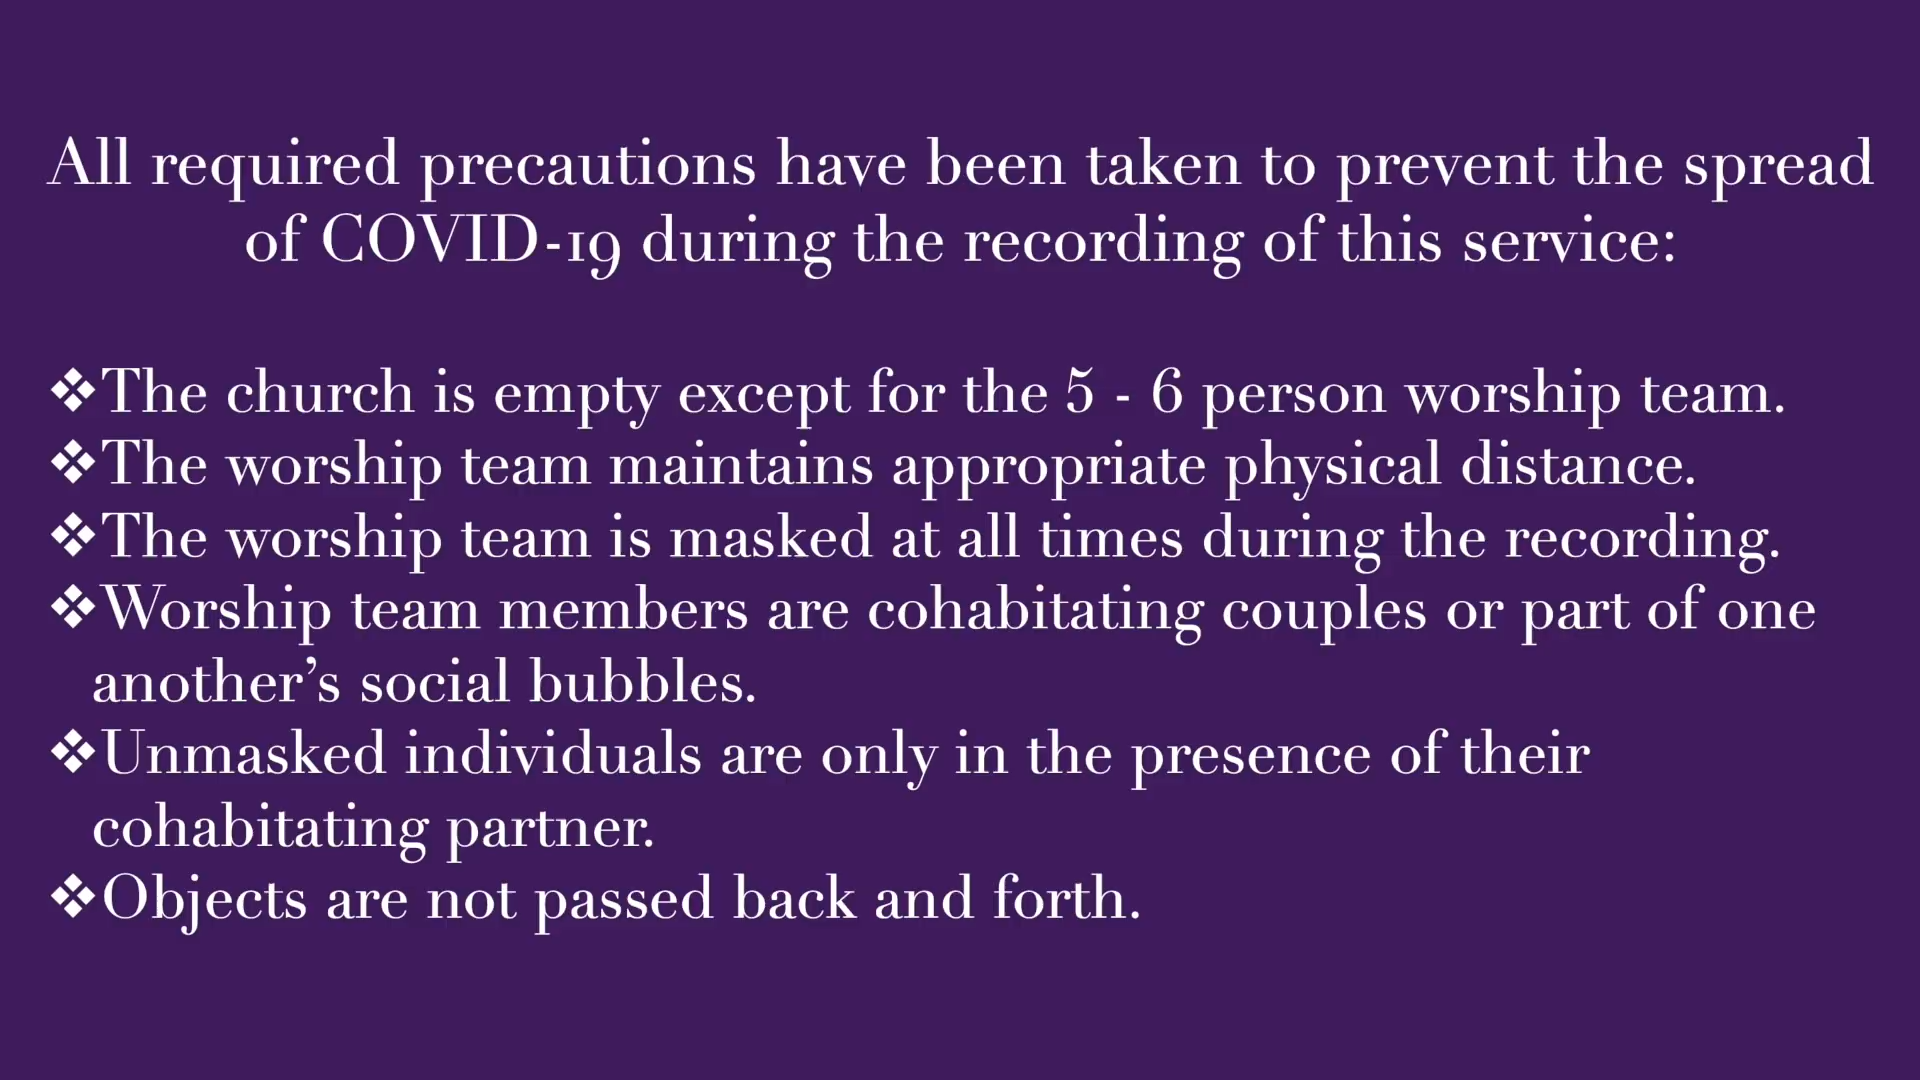 All required precautions have been taken to prevent the spread
of COVID-19 during the recording of this service:
❖The church is empty except for the 5 - 6 person worship team.
❖The worship team maintains appropriate physical distance.
❖The worship team is masked at all times during the recording.
❖Worship team members are cohabitating couples or part of one
another’s social bubbles.
❖Unmasked individuals are only in the presence of their
cohabitating partner.
❖Objects are not passed back and forth.